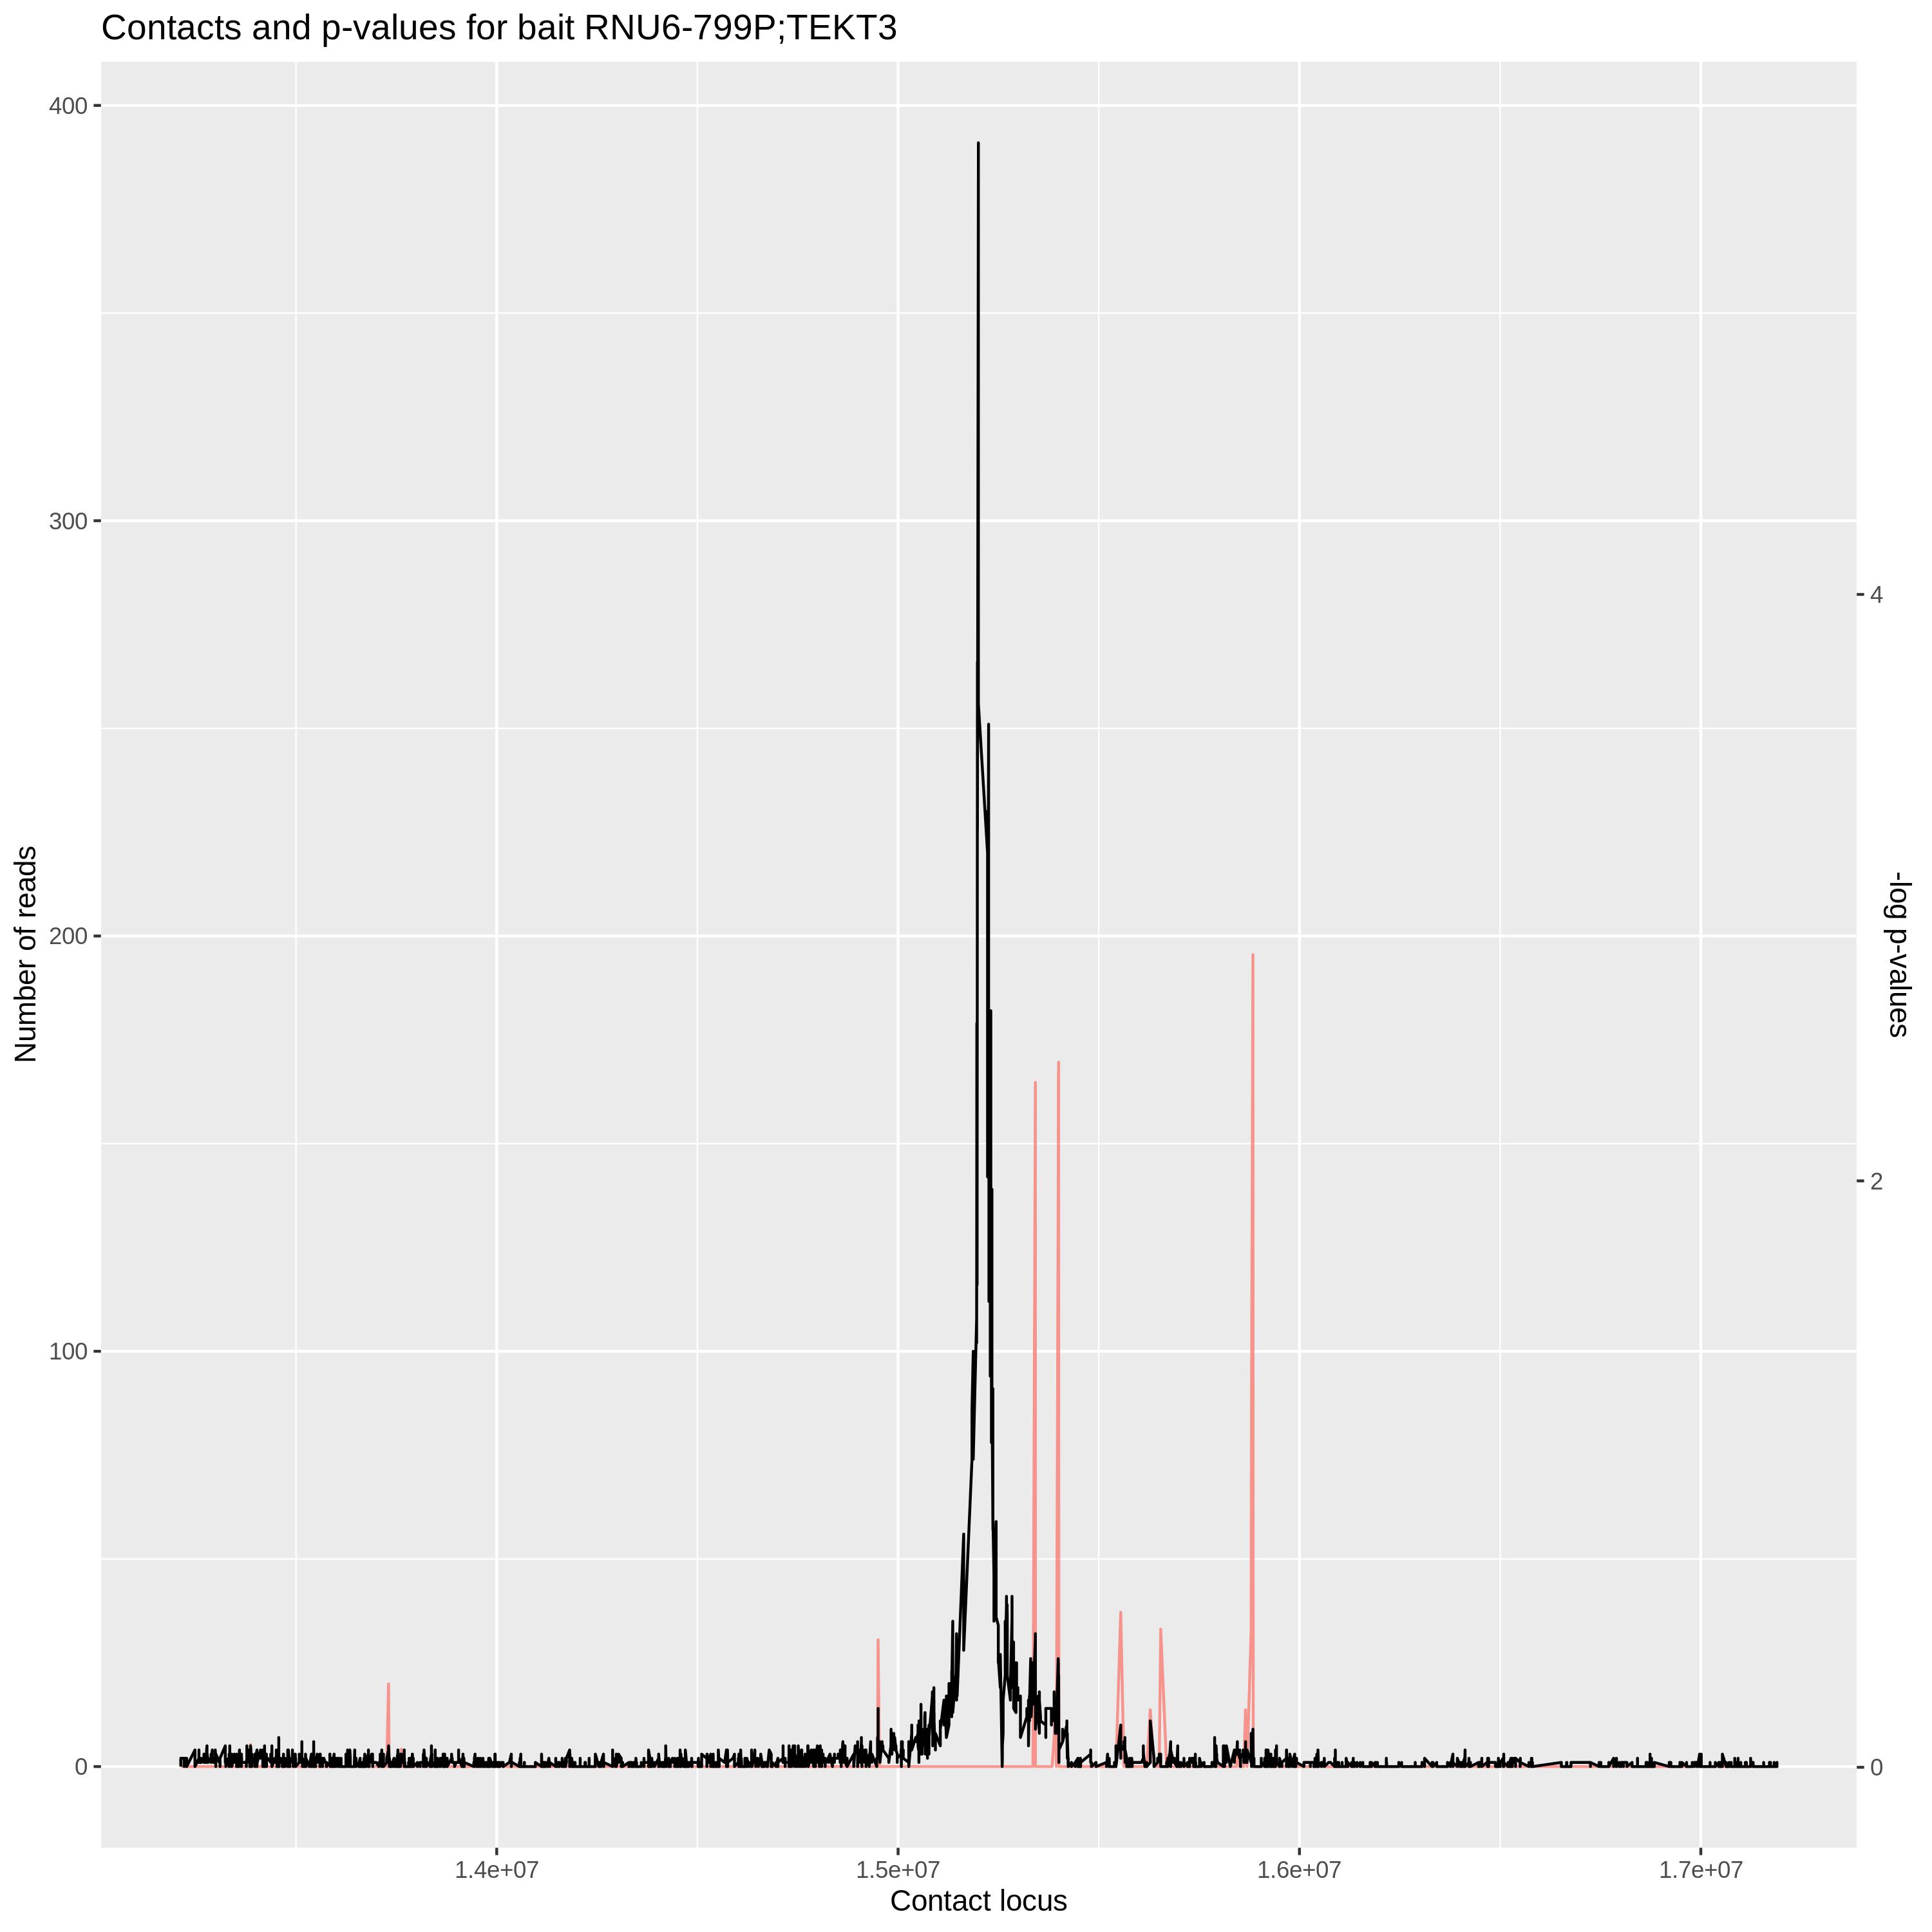 Contacts and p-values for bait RNU6-799P;TEKT3
400
300
200
100
0
Number of reads
4
2
0
-log p-values
1.4e+07
1.5e+07
1.6e+07
1.7e+07
Contact locus